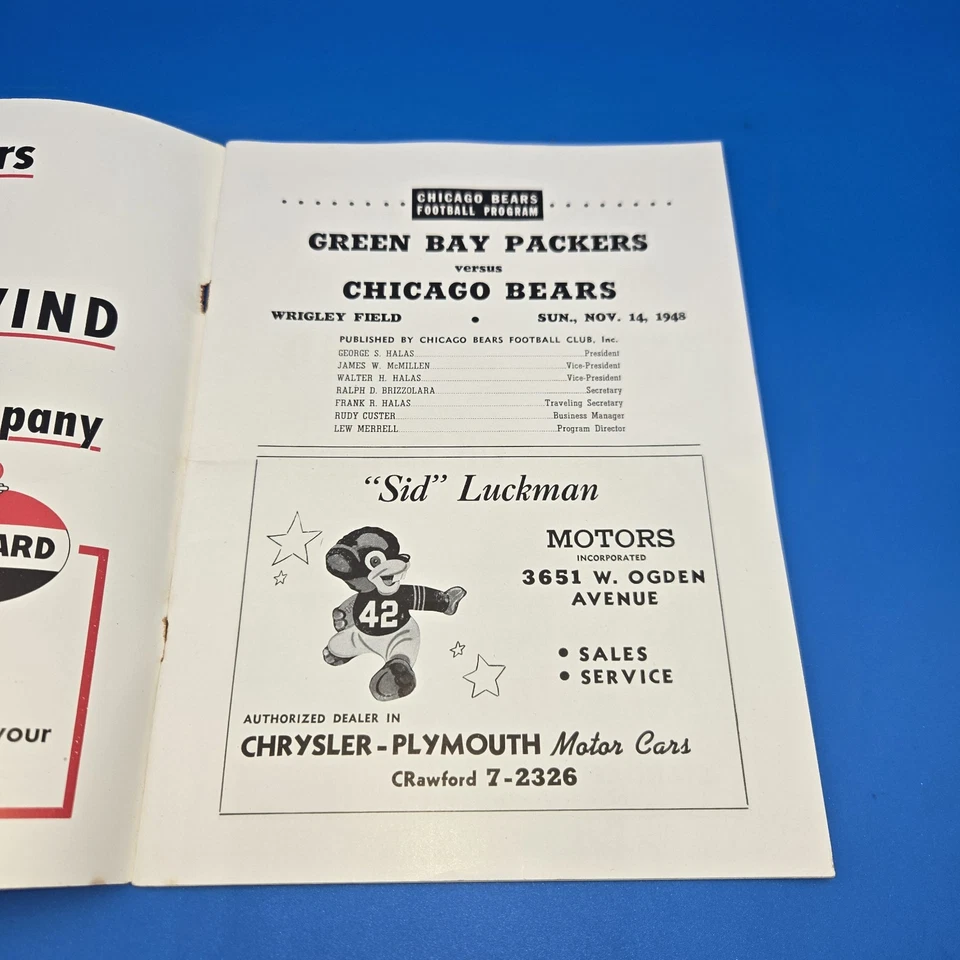 rs
VIND
pany
ARD
your
CHICAGO BEARS
FOOTBALL PROGRAM
GREEN BAY PACKERS
versus
CHICAGO BEARS
WRIGLEY FIELD • SUN., NOV. 14, 1948
PUBLISHED BY CHICAGO BEARS FOOTBALL CLUB, Inc.
GEORGE S. HALAS President
JAMES W. McMILLEN Vice-President
WALTER H. HALAS Vice-President
RALPH D. BRIZZOLARA Secretary
FRANK R. HALAS Traveling Secretary
RUDY CUSTER Business Manager
LEW MERRELL Program Director
"Sid" Luckman
MOTORS
INCORPORATED
3651 W. OGDEN
AVENUE
42
• SALES
• SERVICE
AUTHORIZED DEALER IN
CHRYSLER-PLYMOUTH Motor Cars
CRawford 7-2326